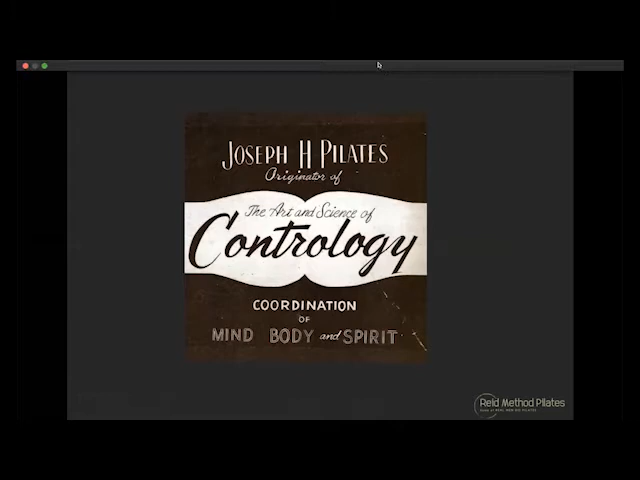 JOSEPH H PILATES
Originator of
The Art and Science of
Contrology
COORDINATION
OF
MIND BODY and SPIRIT
Reid Method Pilates